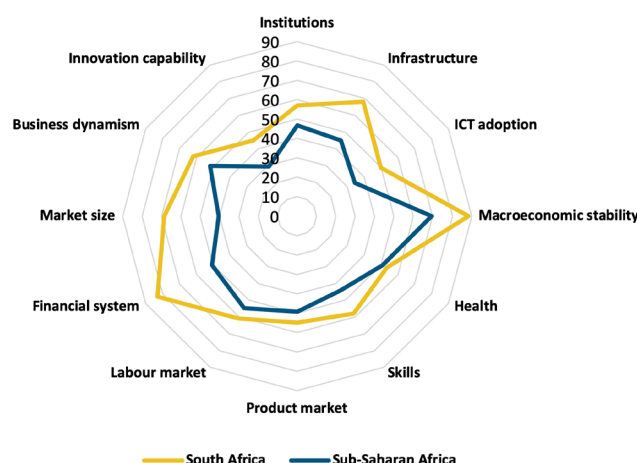 Institutions
90
80
70
60
50
40
30
20
10
0
Innovation capability
Infrastructure
Business dynamism
ICT adoption
Market size
Macroeconomic stability
Financial system
Health
Labour market
Skills
Product market
South Africa
Sub-Saharan Africa